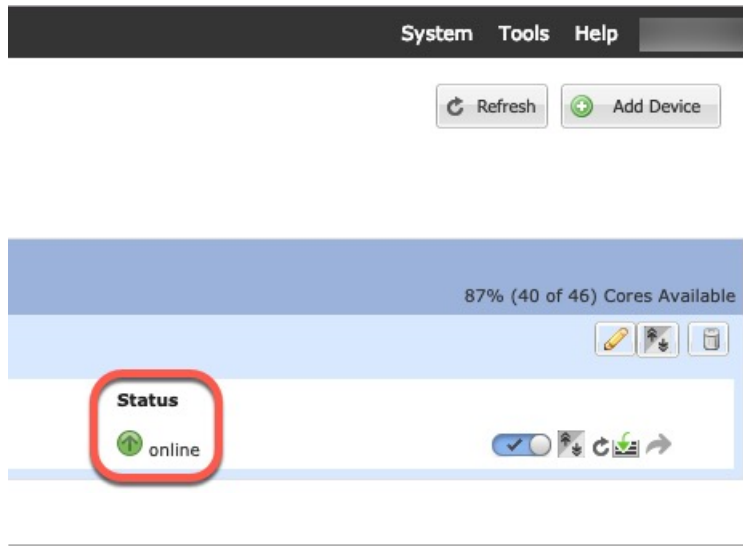 System Tools Help
Refresh Add Device
87% (40 of 46) Cores Available
Status
online